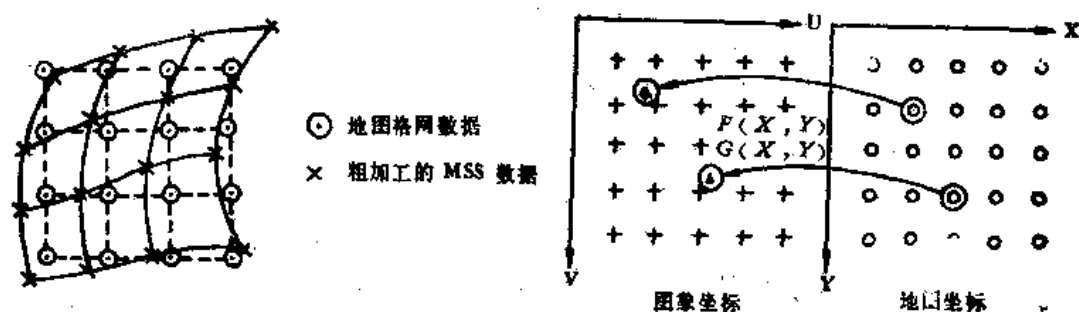 地图格网数据
粗加工的 MSS 数据
U
X
F(X,Y)
G(X,Y)
V
Y
图象坐标
地图坐标